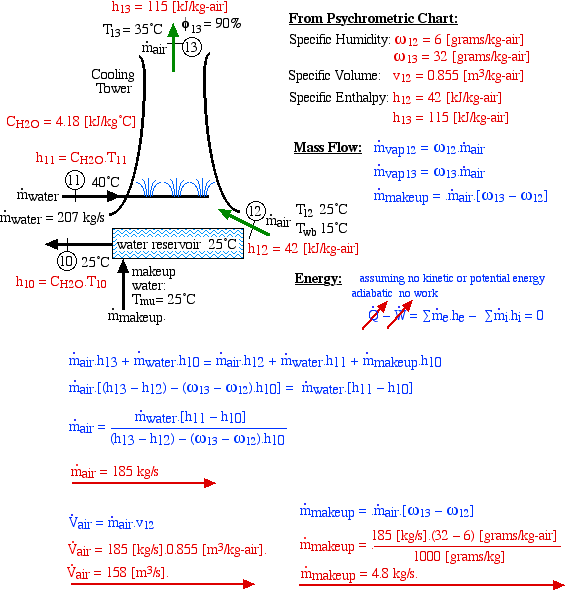 h13 = 115 [kJ/kg-air]
T13 = 35°C ϕ13 = 90%
ṁair 13
Cooling
Tower
CH2O = 4.18 [kJ/kg°C]
h11 = CH2O.T11
11 40°C
ṁwater
ṁwater = 207 kg/s
12 ṁair
T12 25°C
Twb 15°C
h12 = 42 [kJ/kg-air]
water reservoir 25°C
10 25°C
h10 = CH2O.T10
makeup
water:
Tmu = 25°C
ṁmakeup.
From Psychrometric Chart:
Specific Humidity: ω12 = 6 [grams/kg-air]
ω13 = 32 [grams/kg-air]
Specific Volume: v12 = 0.855 [m³/kg-air]
Specific Enthalpy: h12 = 42 [kJ/kg-air]
h13 = 115 [kJ/kg-air]
Mass Flow: ṁvap12 = ω12.ṁair
ṁvap13 = ω13.ṁair
ṁmakeup = .ṁair.[ω13 – ω12]
Energy: assuming no kinetic or potential energy
adiabatic no work
Q̇ – Ẇ = Σṁe.he – Σṁi.hi = 0
ṁair.h13 + ṁwater.h10 = ṁair.h12 + ṁwater.h11 + ṁmakeup.h10
ṁair.[(h13 – h12) – (ω13 – ω12).h10] = ṁwater.[h11 – h10]
ṁair = ṁwater.[h11 – h10]
(h13 – h12) – (ω13 – ω12).h10
ṁair = 185 kg/s
V̇air = ṁair.v12
V̇air = 185 [kg/s].0.855 [m³/kg-air].
V̇air = 158 [m³/s].
ṁmakeup = .ṁair.[ω13 – ω12]
ṁmakeup = .185 [kg/s].(32 – 6) [grams/kg-air]
1000 [grams/kg]
ṁmakeup = 4.8 kg/s.